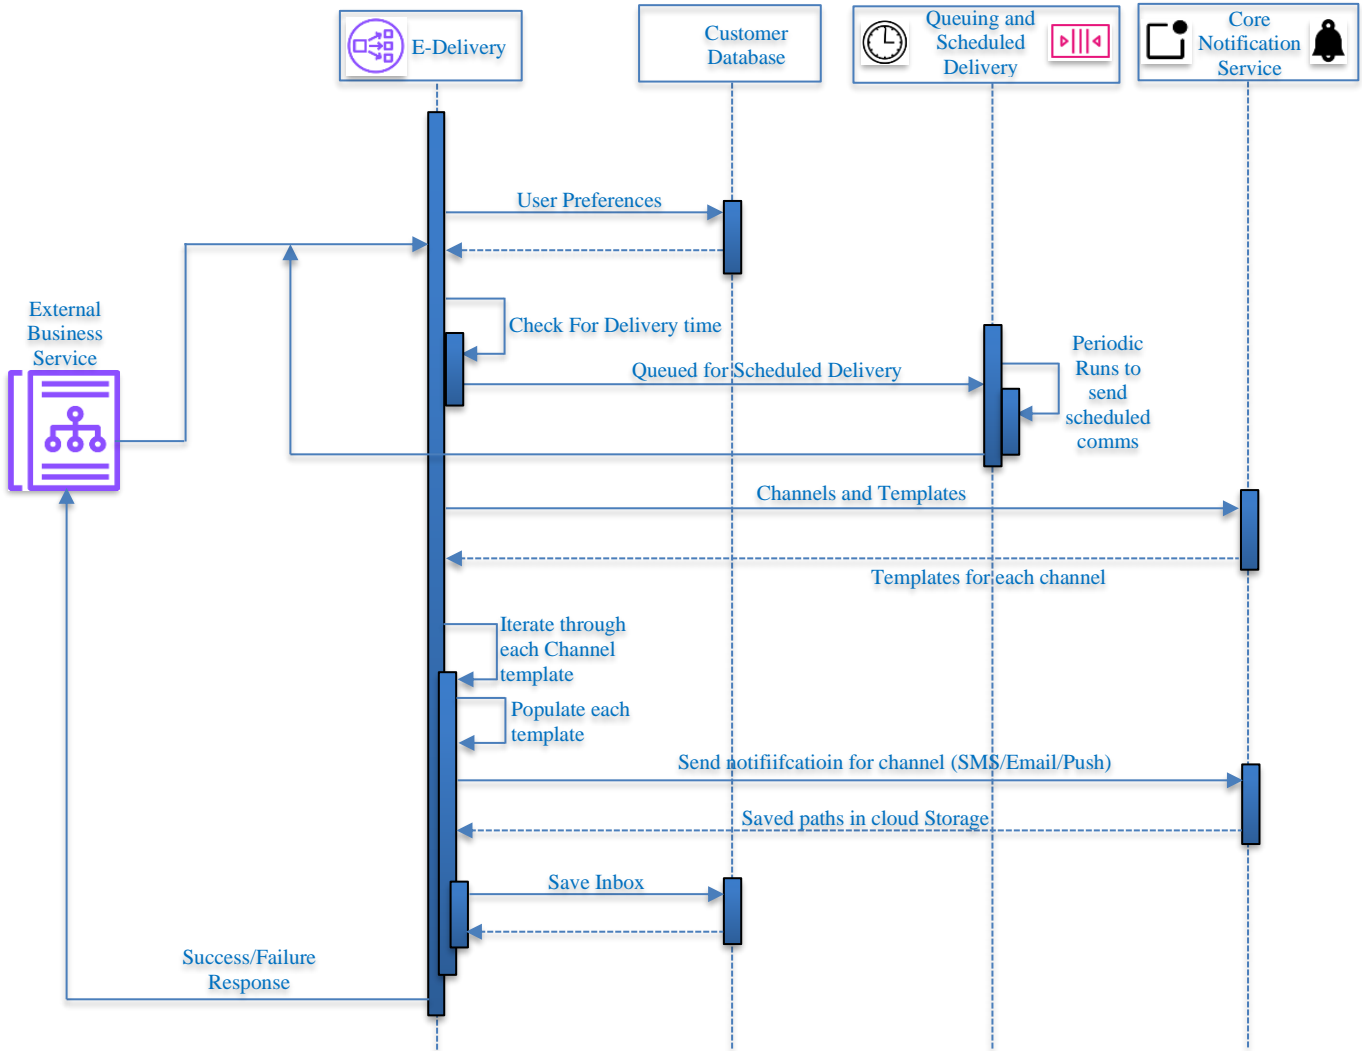 E-Delivery
Customer
Database
Queuing and
Scheduled
Delivery
Core
Notification
Service
User Preferences
External
Business
Service
Check For Delivery time
Queued for Scheduled Delivery
Periodic
Runs to
send
scheduled
comms
Channels and Templates
Templates for each channel
Iterate through
each Channel
template
Populate each
template
Send notifiifcatioin for channel (SMS/Email/Push)
Saved paths in cloud Storage
Save Inbox
Success/Failure
Response